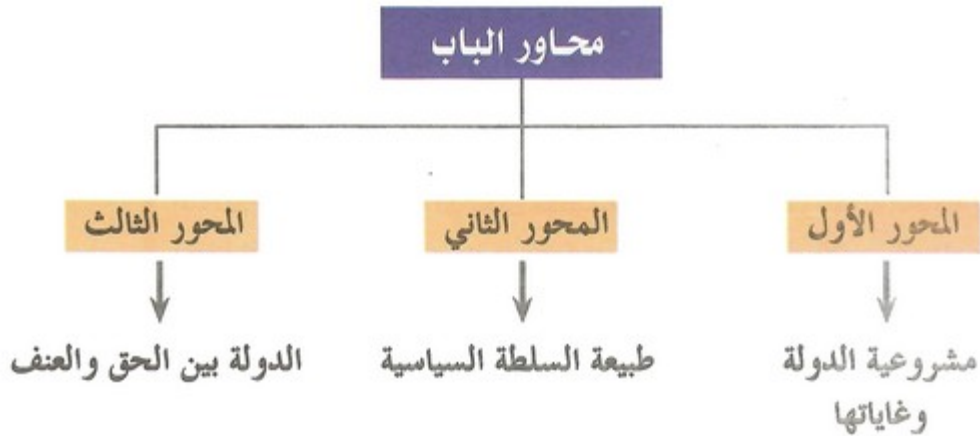 محاور الباب
المحور الأول
المحور الثاني
المحور الثالث
مشروعية الدولة
وغاياتها
طبيعة السلطة السياسية
الدولة بين الحق والعنف